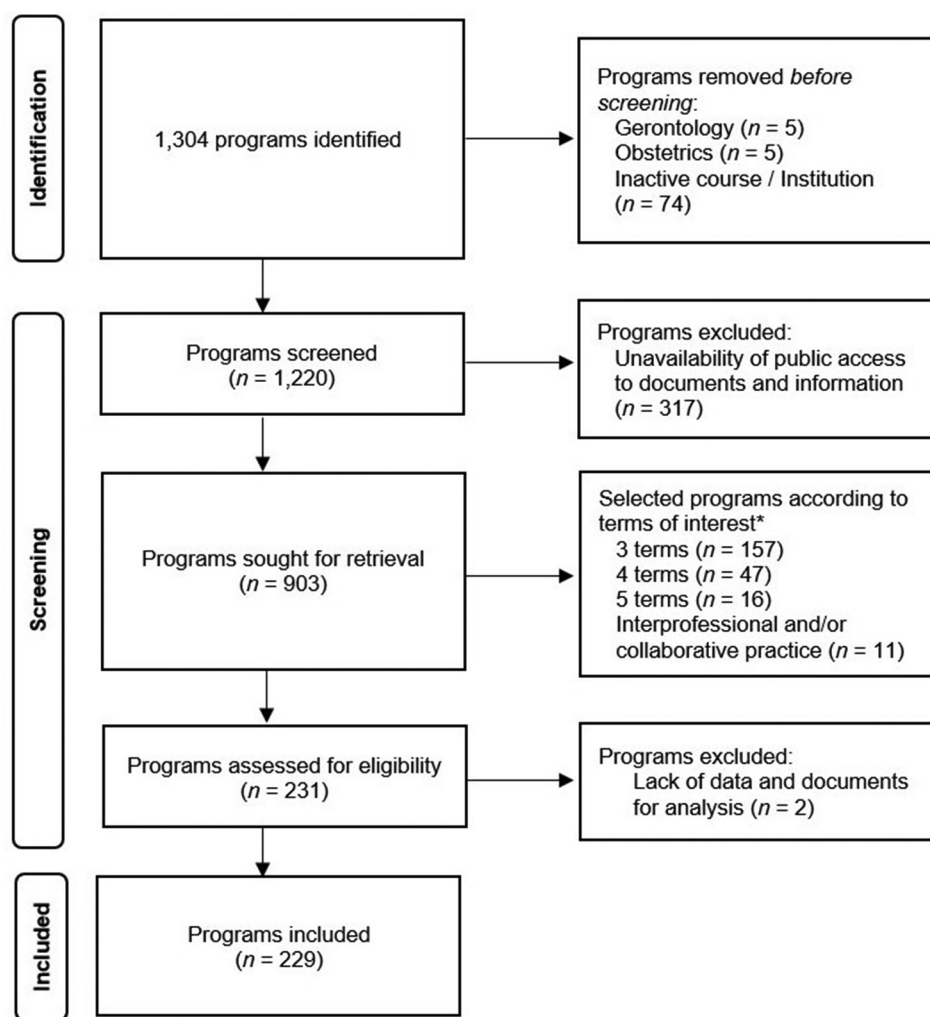 Identification
1,304 programs identified
Programs removed before
screening:
Gerontology (n = 5)
Obstetrics (n = 5)
Inactive course / Institution
(n = 74)
Screening
Programs screened
(n = 1,220)
Programs excluded:
Unavailability of public access
to documents and information
(n = 317)
Programs sought for retrieval
(n = 903)
Selected programs according to
terms of interest*
3 terms (n = 157)
4 terms (n = 47)
5 terms (n = 16)
Interprofessional and/or
collaborative practice (n = 11)
Programs assessed for eligibility
(n = 231)
Programs excluded:
Lack of data and documents
for analysis (n = 2)
Included
Programs included
(n = 229)